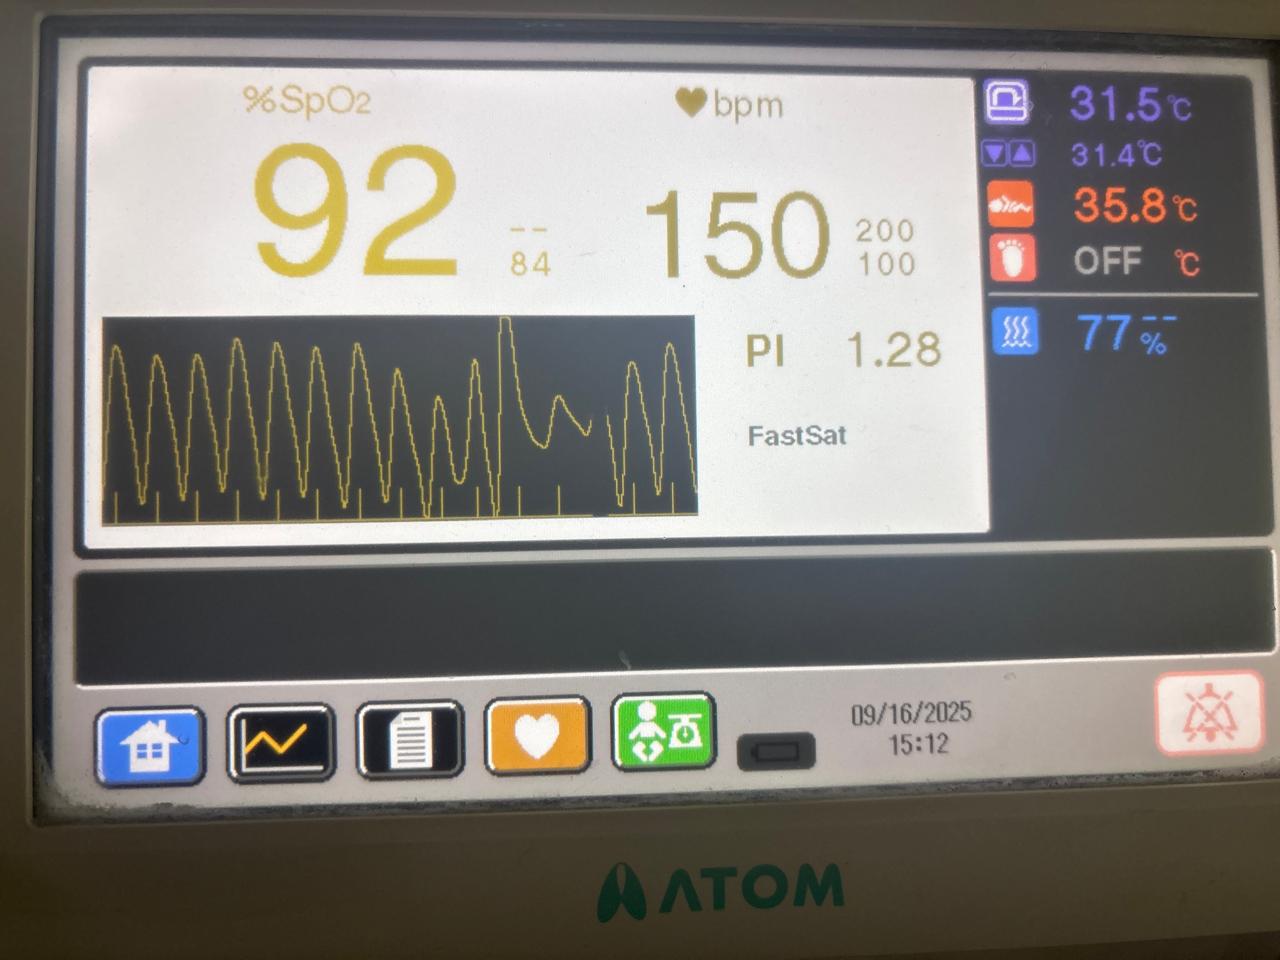 %SpO2
♥bpm
92
--
84
150
200
100
PI 1.28
FastSat
31.5℃
31.4℃
35.8℃
OFF ℃
77 --
%
09/16/2025
15:12
ATOM